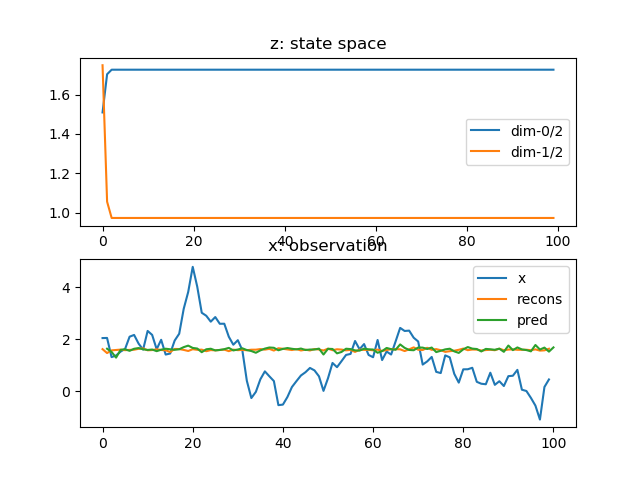 z: state space
1.6
1.4
1.2
1.0
dim-0/2
dim-1/2
0 20 40 60 80 100
x: observation
4
2
0
x
recons
pred
0 20 40 60 80 100